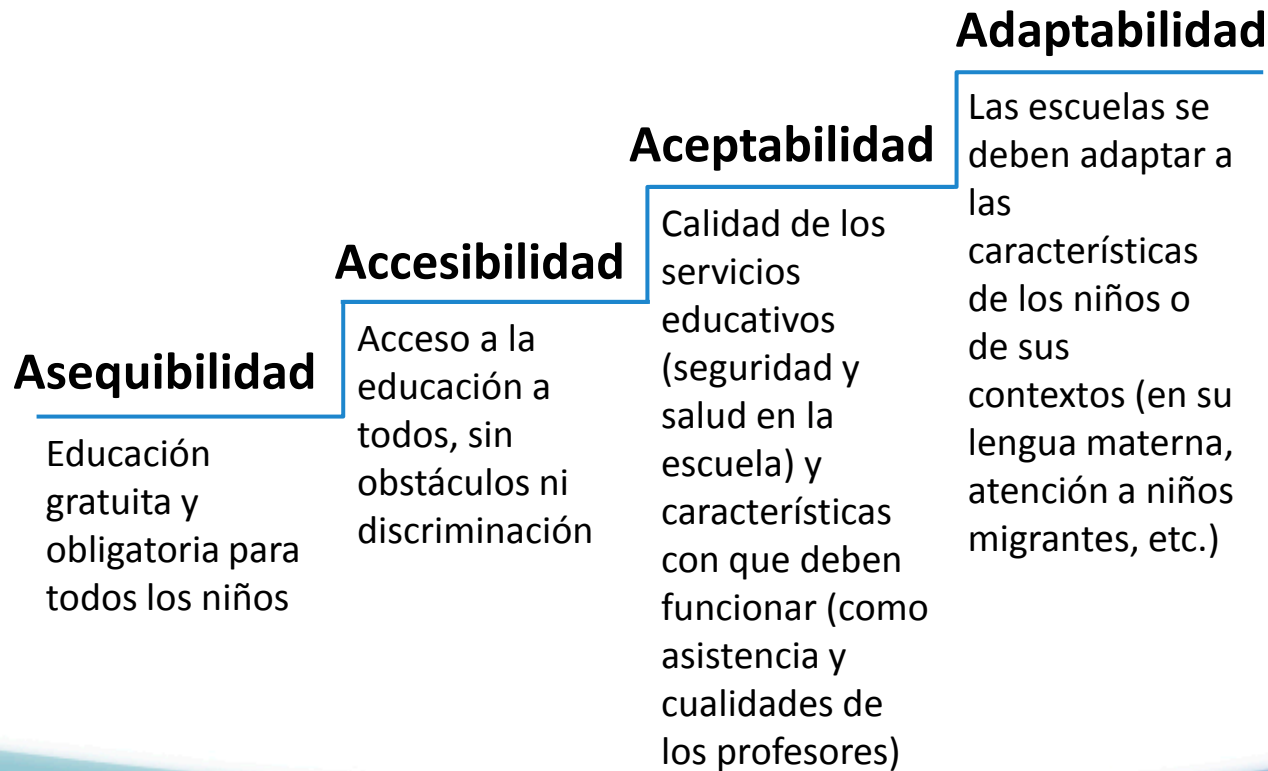 Asequibilidad
Educación
gratuita y
obligatoria para
todos los niños
Accesibilidad
Acceso a la
educación a
todos, sin
obstáculos ni
discriminación
Aceptabilidad
Calidad de los
servicios
educativos
(seguridad y
salud en la
escuela) y
características
con que deben
funcionar (como
asistencia y
cualidades de
los profesores)
Adaptabilidad
Las escuelas se
deben adaptar a
las
características
de los niños o
de sus
contextos (en su
lengua materna,
atención a niños
migrantes, etc.)